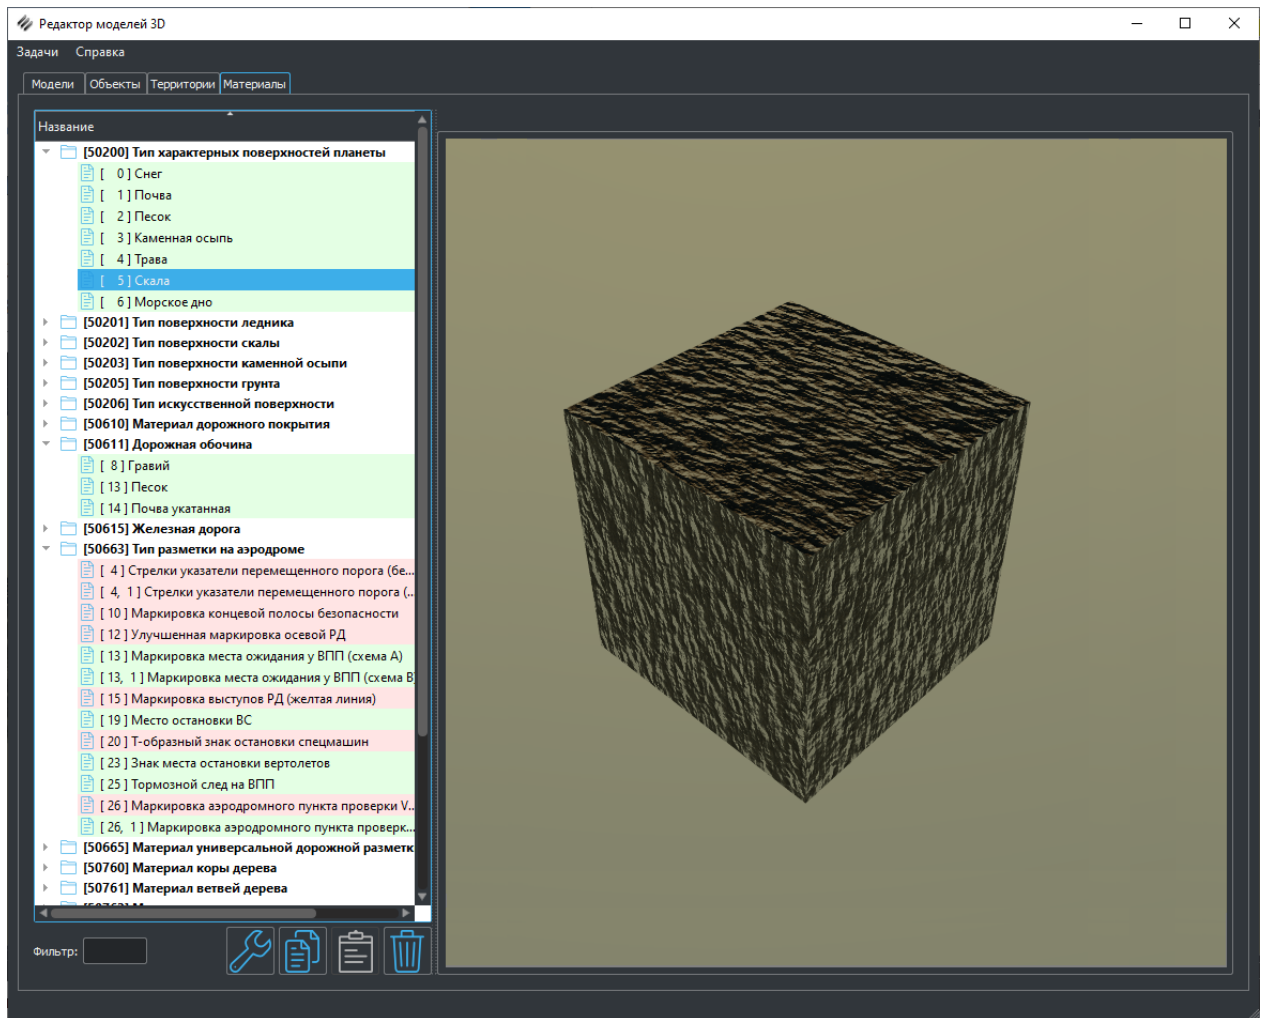 Редактор моделей 3D
Задачи Справка
Модели Объекты Территории Материалы
Название
[50200] Тип характерных поверхностей планеты
[ 0 ] Снег
[ 1 ] Почва
[ 2 ] Песок
[ 3 ] Каменная осыпь
[ 4 ] Трава
[ 5 ] Скала
[ 6 ] Морское дно
[50201] Тип поверхности ледника
[50202] Тип поверхности скалы
[50203] Тип поверхности каменной осыпи
[50205] Тип поверхности грунта
[50206] Тип искусственной поверхности
[50610] Материал дорожного покрытия
[50611] Дорожная обочина
[ 8 ] Гравий
[ 13 ] Песок
[ 14 ] Почва укатанная
[50615] Железная дорога
[50663] Тип разметки на аэродроме
[ 4 ] Стрелки указатели перемещенного порога (бе...
[ 4, 1 ] Стрелки указатели перемещенного порога (...
[ 10 ] Маркировка концевой полосы безопасности
[ 12 ] Улучшенная маркировка осевой РД
[ 13 ] Маркировка места ожидания у ВПП (схема А)
[ 13, 1 ] Маркировка места ожидания у ВПП (схема В
[ 15 ] Маркировка выступов РД (желтая линия)
[ 19 ] Место остановки ВС
[ 20 ] Т-образный знак остановки спецмашин
[ 23 ] Знак места остановки вертолетов
[ 25 ] Тормозной след на ВПП
[ 26 ] Маркировка аэродромного пункта проверки V...
[ 26, 1 ] Маркировка аэродромного пункта проверк...
[50665] Материал универсальной дорожной разметк
[50760] Материал коры дерева
[50761] Материал ветвей дерева
Фильтр: